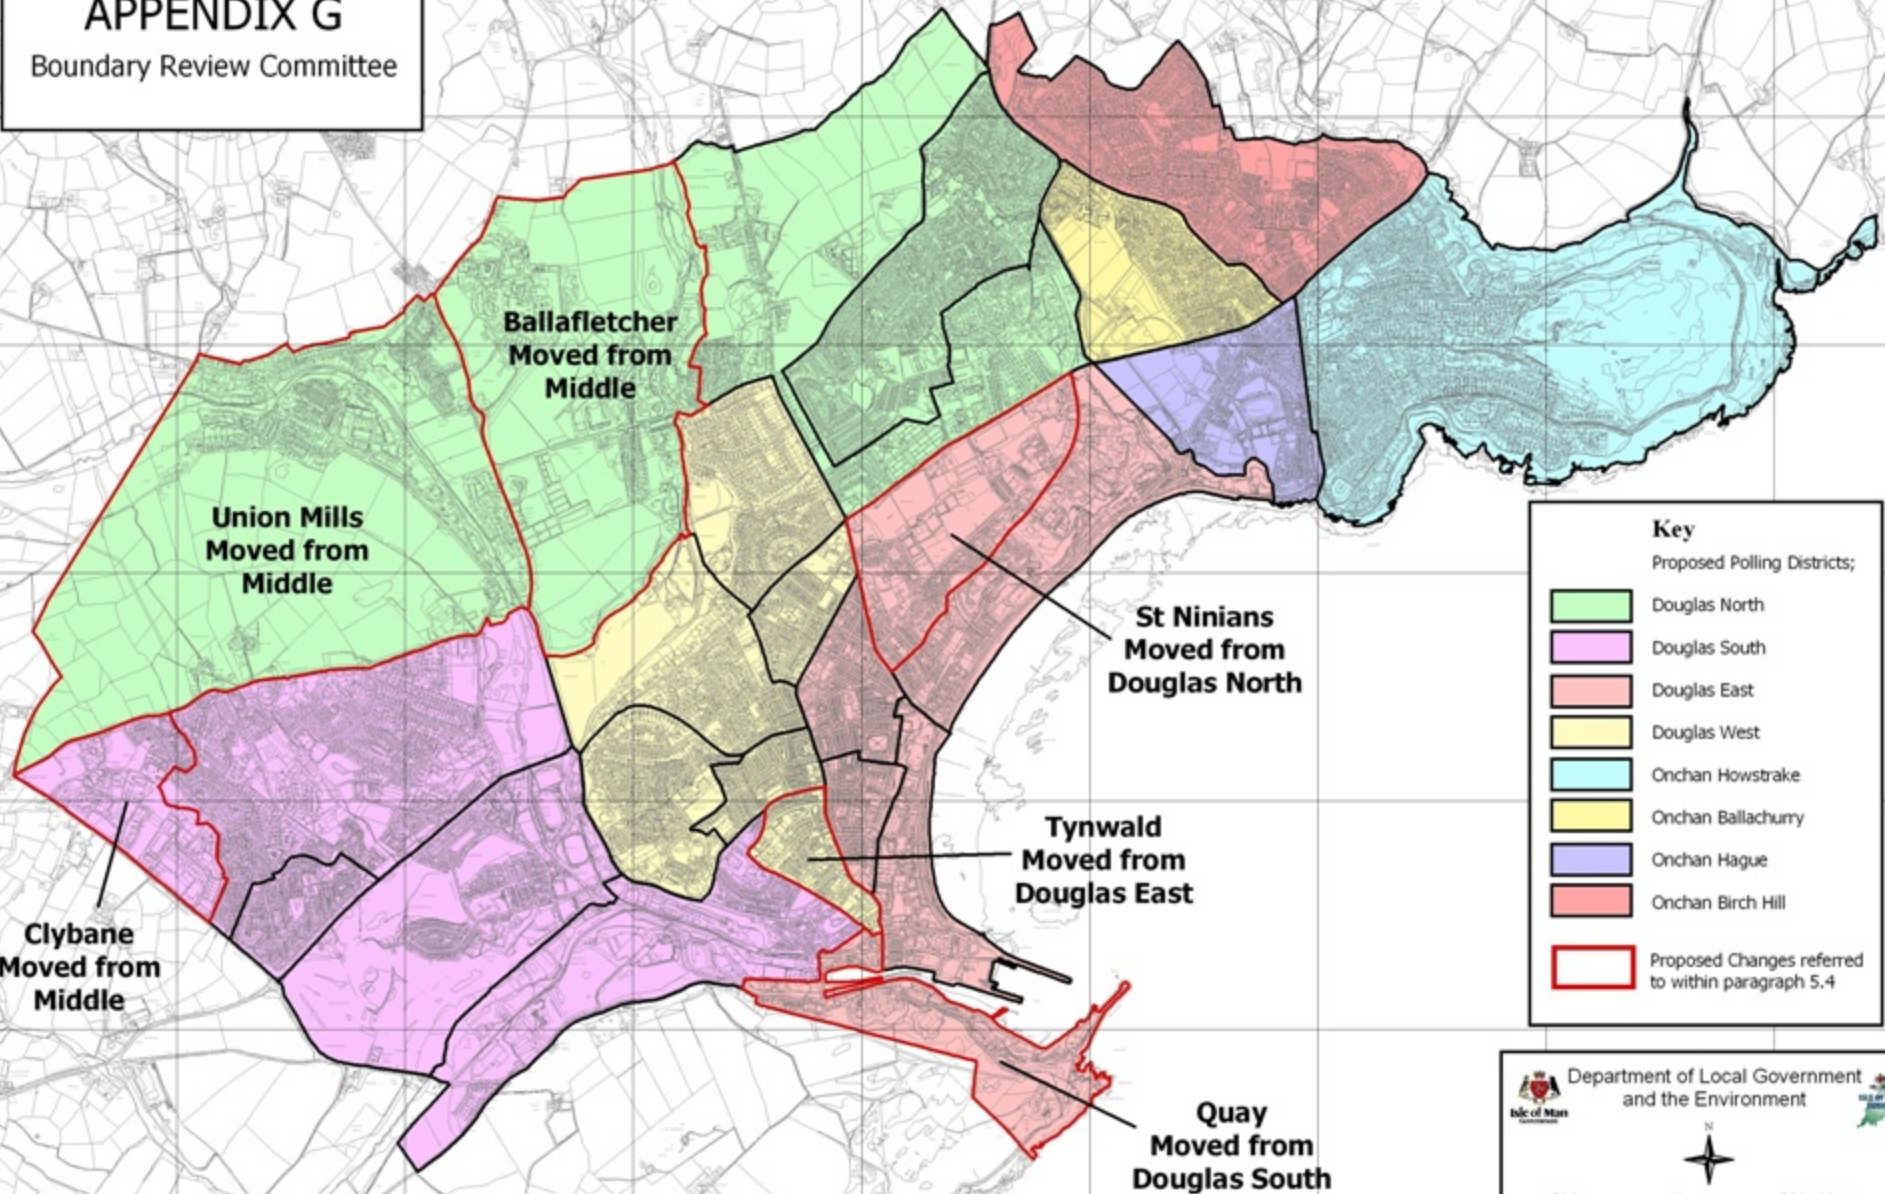 APPENDIX G
Boundary Review Committee
Ballafletcher
Moved from
Middle
Union Mills
Moved from
Middle
St Ninians
Moved from
Douglas North
Tynwald
Moved from
Douglas East
Clybane
Moved from
Middle
Quay
Moved from
Douglas South
Key
Proposed Polling Districts;
Douglas North
Douglas South
Douglas East
Douglas West
Onchan Howstrake
Onchan Ballachurry
Onchan Hague
Onchan Birch Hill
Proposed Changes referred
to within paragraph 5.4
Department of Local Government
and the Environment
Isle of Man
Government
N